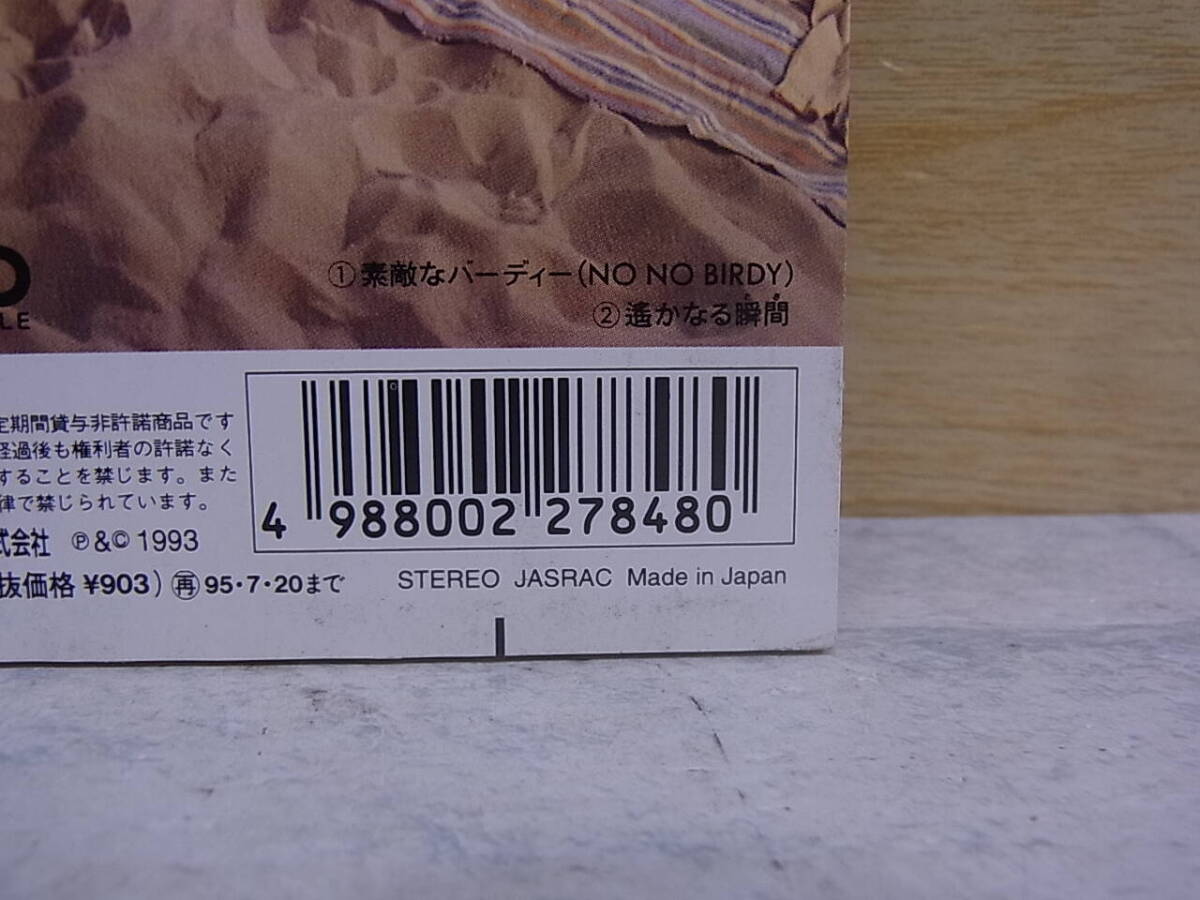 ①素敵なバーディー(NO NO BIRDY)
②遙かなる瞬間
とき
定期間貸与非許諾商品です
経過後も権利者の許諾なく
することを禁じます。また
律で禁じられています。
式会社 ℗&© 1993
抜価格 ¥903) ㊢ 95・7・20まで
4 988002 278480
STEREO JASRAC Made in Japan